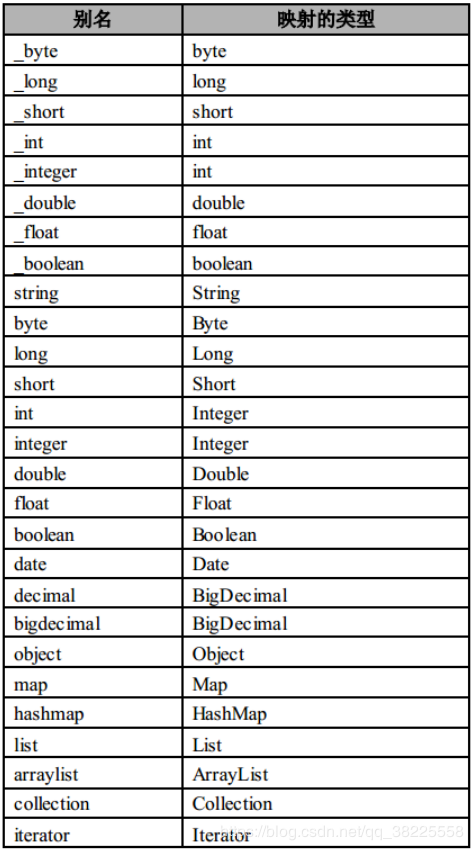 别名 映射的类型
_byte byte
_long long
_short short
_int int
_integer int
_double double
_float float
_boolean boolean
string String
byte Byte
long Long
short Short
int Integer
integer Integer
double Double
float Float
boolean Boolean
date Date
decimal BigDecimal
bigdecimal BigDecimal
object Object
map Map
hashmap HashMap
list List
arraylist ArrayList
collection Collection
iterator Iterator
https://blog.csdn.net/qq_38225558